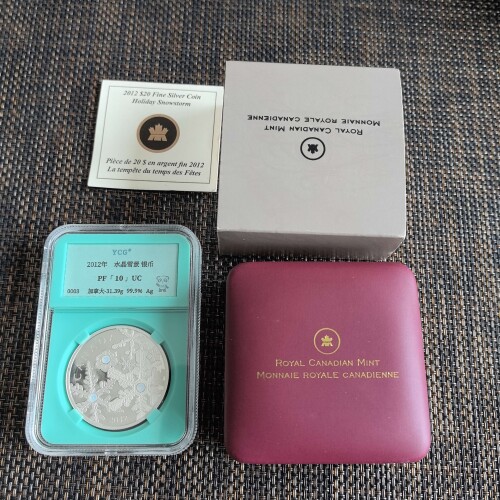 2012 $20 Fine Silver Coin
Holiday Snowstorm
Pièce de 20 $ en argent fin 2012
La tempête du temps des Fêtes
ROYAL CANADIAN MINT
MONNAIE ROYALE CANADIENNE
YCG
2012年 水晶雪景 银币
PF「10」UC
0003 加拿大-31.39g 99.9% Ag
ROYAL CANADIAN MINT
MONNAIE ROYALE CANADIENNE